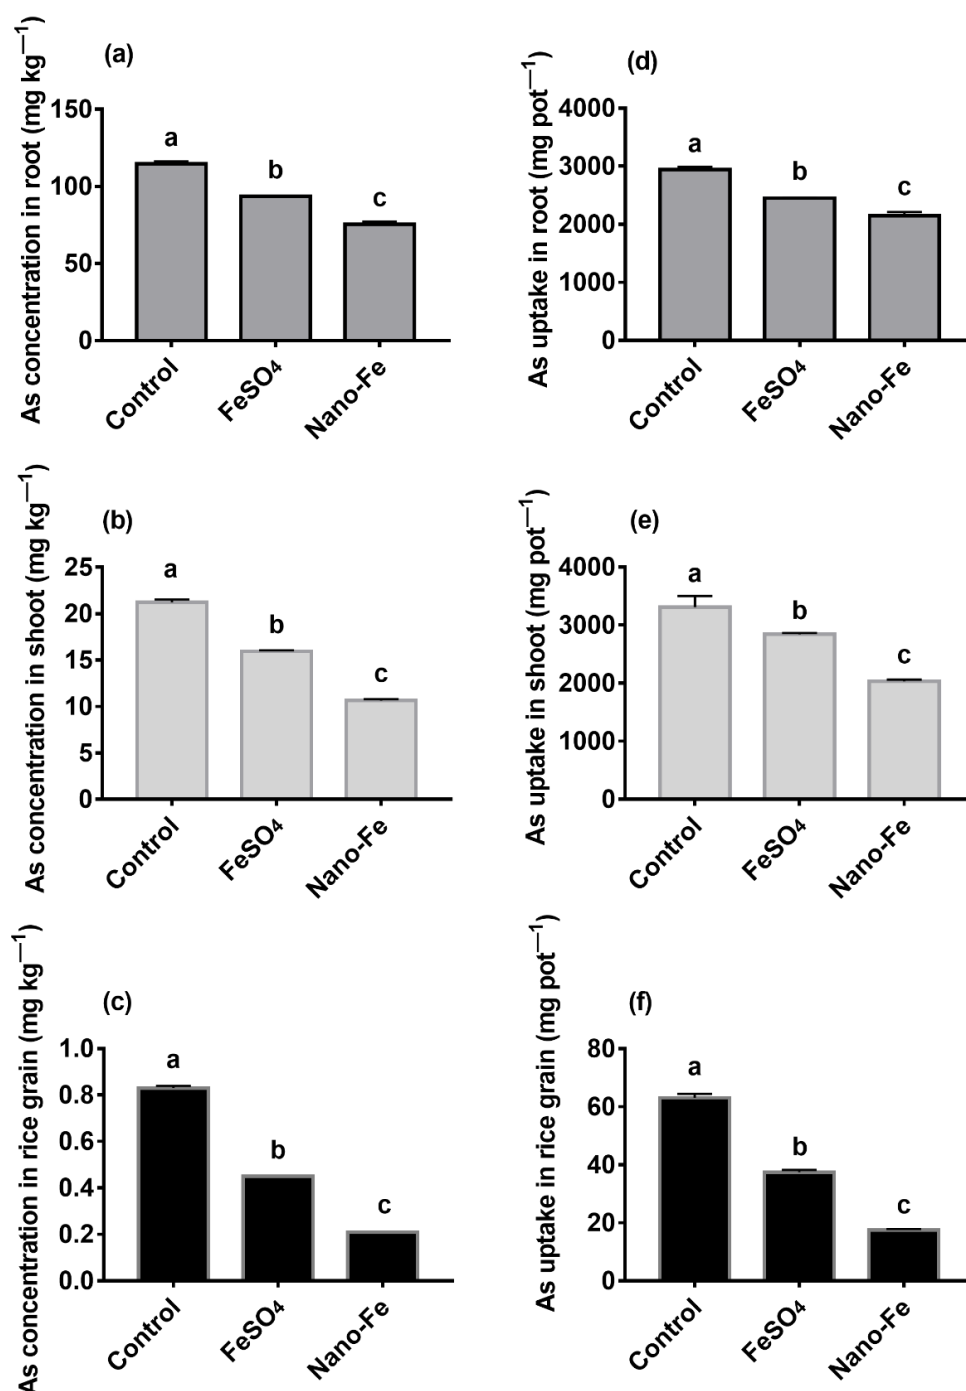 (a)
As concentration in root (mg kg—1)
150
100
50
0
a
b
c
Control
FeSO4
Nano-Fe
(d)
As uptake in root (mg pot—1)
4000
3000
2000
1000
0
a
b
c
Control
FeSO4
Nano-Fe
(b)
As concentration in shoot (mg kg—1)
25
20
15
10
5
0
a
b
c
Control
FeSO4
Nano-Fe
(e)
As uptake in shoot (mg pot—1)
4000
3000
2000
1000
0
a
b
c
Control
FeSO4
Nano-Fe
(c)
As concentration in rice grain (mg kg—1)
1.0
0.8
0.6
0.4
0.2
0.0
a
b
c
Control
FeSO4
Nano-Fe
(f)
As uptake in rice grain (mg pot—1)
80
60
40
20
0
a
b
c
Control
FeSO4
Nano-Fe